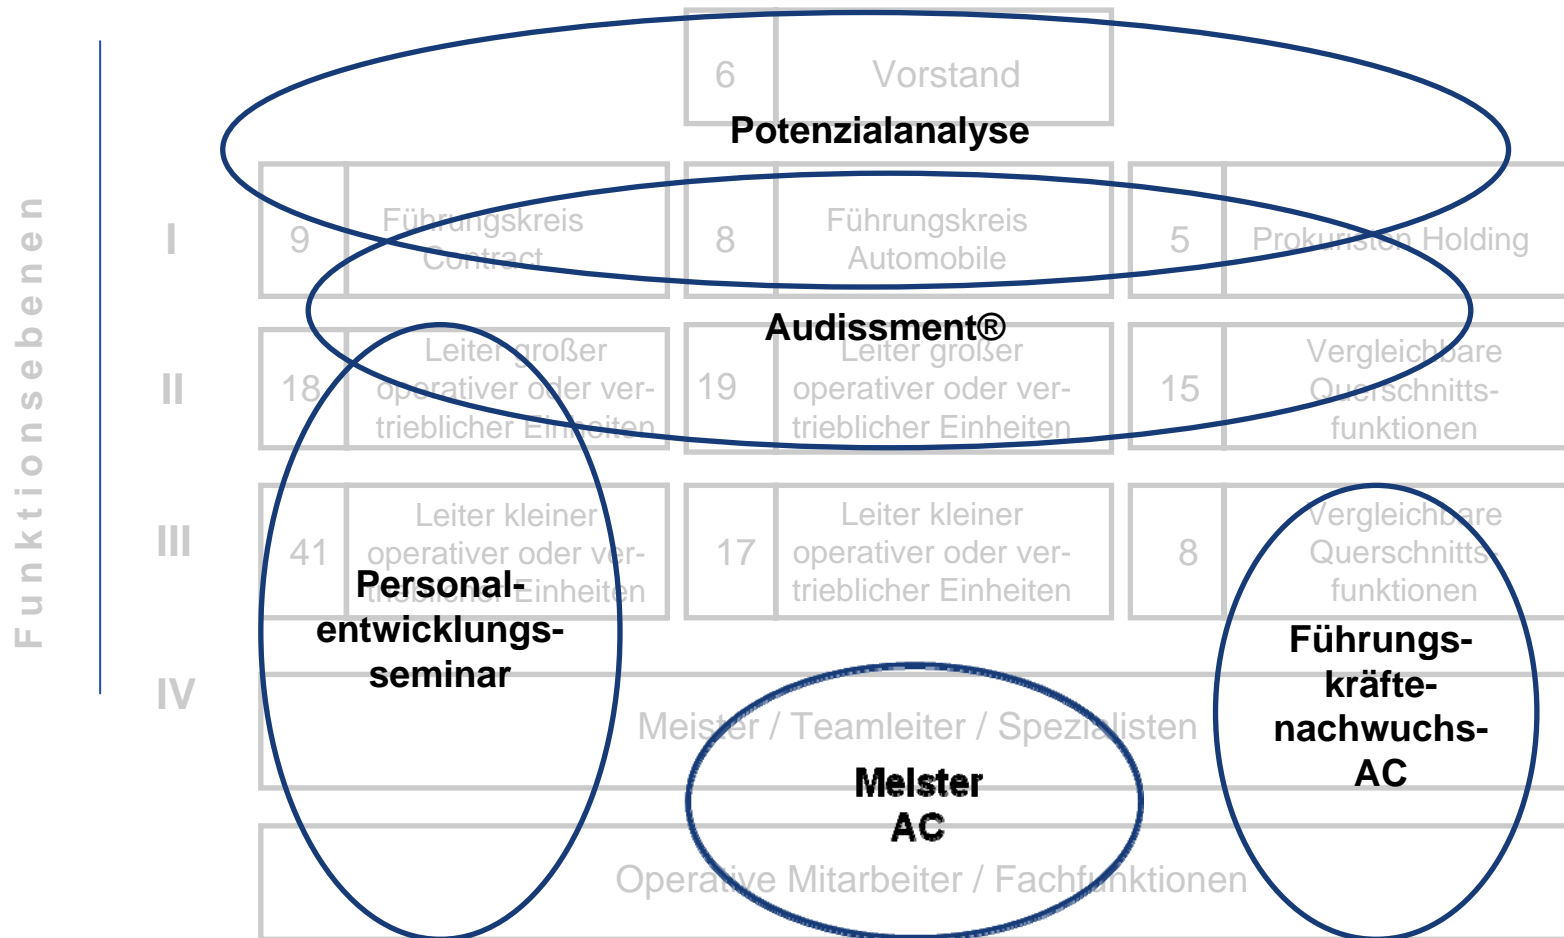 Funktionsebenen
6 Vorstand
Potenzialanalyse
I
9
Führungskreis
Contract
8
Führungskreis
Automobile
5
Prokuristen Holding
Audissment®
II
18
Leiter großer
operativer oder ver-
trieblicher Einheiten
19
Leiter großer
operativer oder ver-
trieblicher Einheiten
15
Vergleichbare
Querschnitts-
funktionen
III
41
Leiter kleiner
operativer oder ver-
trieblicher Einheiten
17
Leiter kleiner
operativer oder ver-
trieblicher Einheiten
8
Vergleichbare
Querschnitts-
funktionen
Personal-
entwicklungs-
seminar
Führungs-
kräfte-
nachwuchs-
AC
IV
Meister / Teamleiter / Spezialisten
Meister
AC
Operative Mitarbeiter / Fachfunktionen